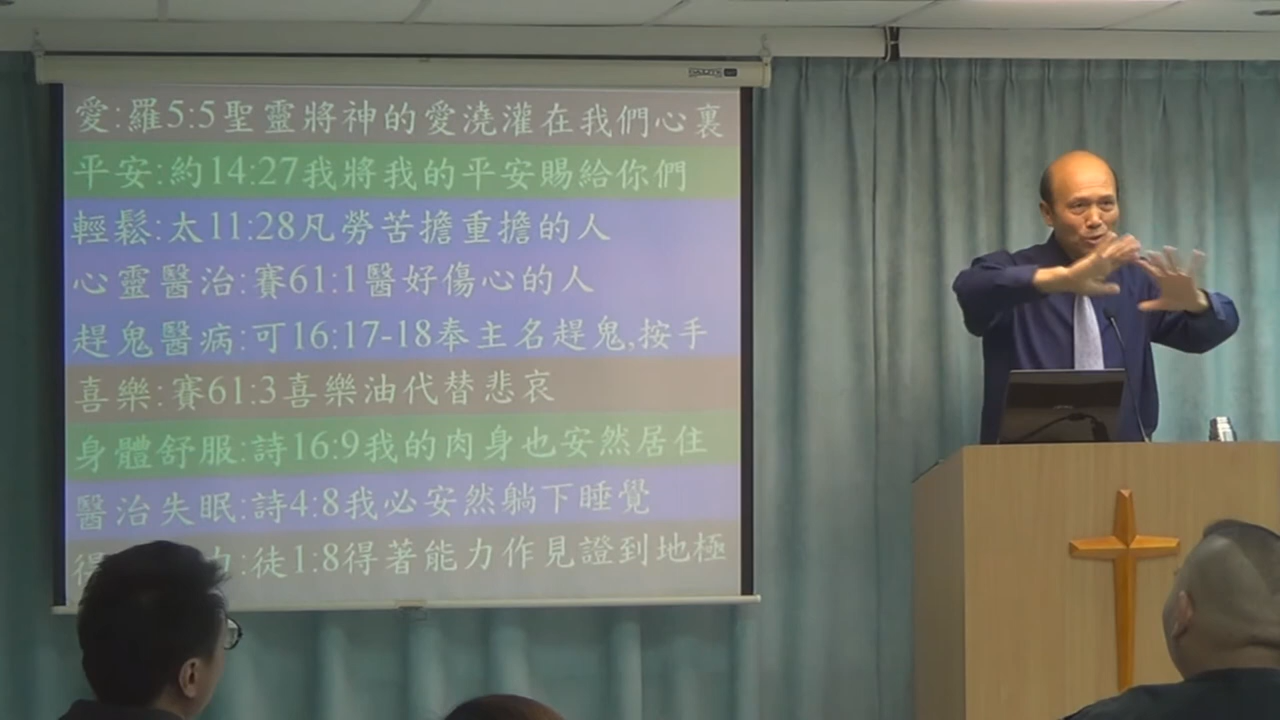 愛:羅5:5聖靈將神的愛澆灌在我們心裏
平安:約14:27我將我的平安賜給你們
輕鬆:太11:28凡勞苦擔重擔的人
心靈醫治:賽61:1醫好傷心的人
趕鬼醫病:可16:17-18奉主名趕鬼,按手
喜樂:賽61:3喜樂油代替悲哀
身體舒服:詩16:9我的肉身也安然居住
醫治失眠:詩4:8我必安然躺下睡覺
得 力:徒1:8得著能力作見證到地極